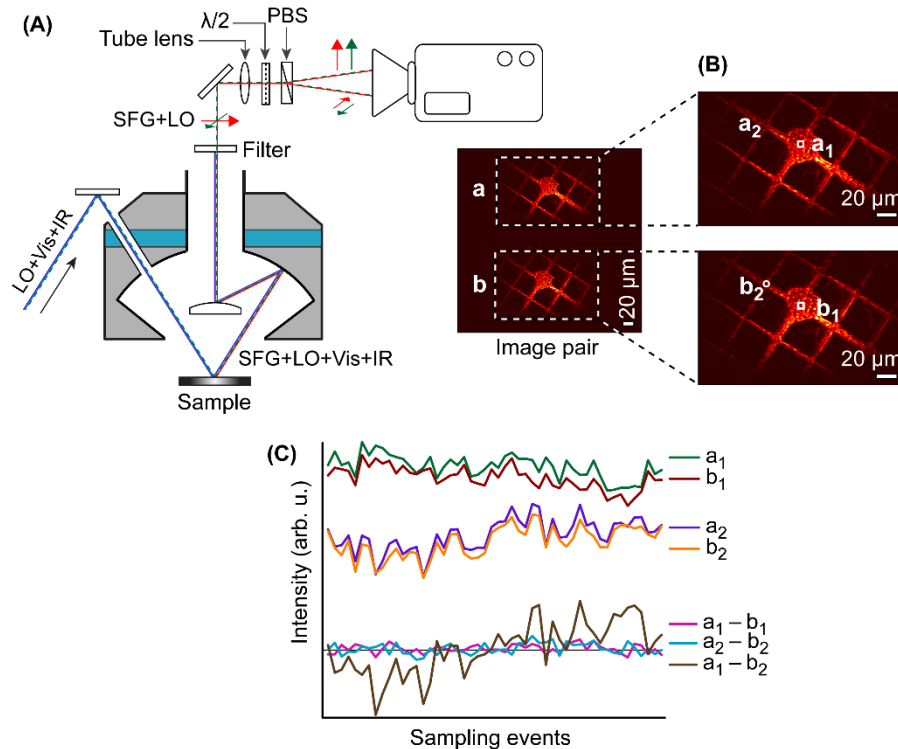 (A)
λ/2
PBS
Tube lens
SFG+LO
Filter
LO+Vis+IR
SFG+LO+Vis+IR
Sample
(B)
a
b
20 μm
Image pair
a₂
a₁
20 μm
b₂
b₁
20 μm
(C)
Intensity (arb. u.)
a₁
b₁
a₂
b₂
a₁ – b₁
a₂ – b₂
a₁ – b₂
Sampling events